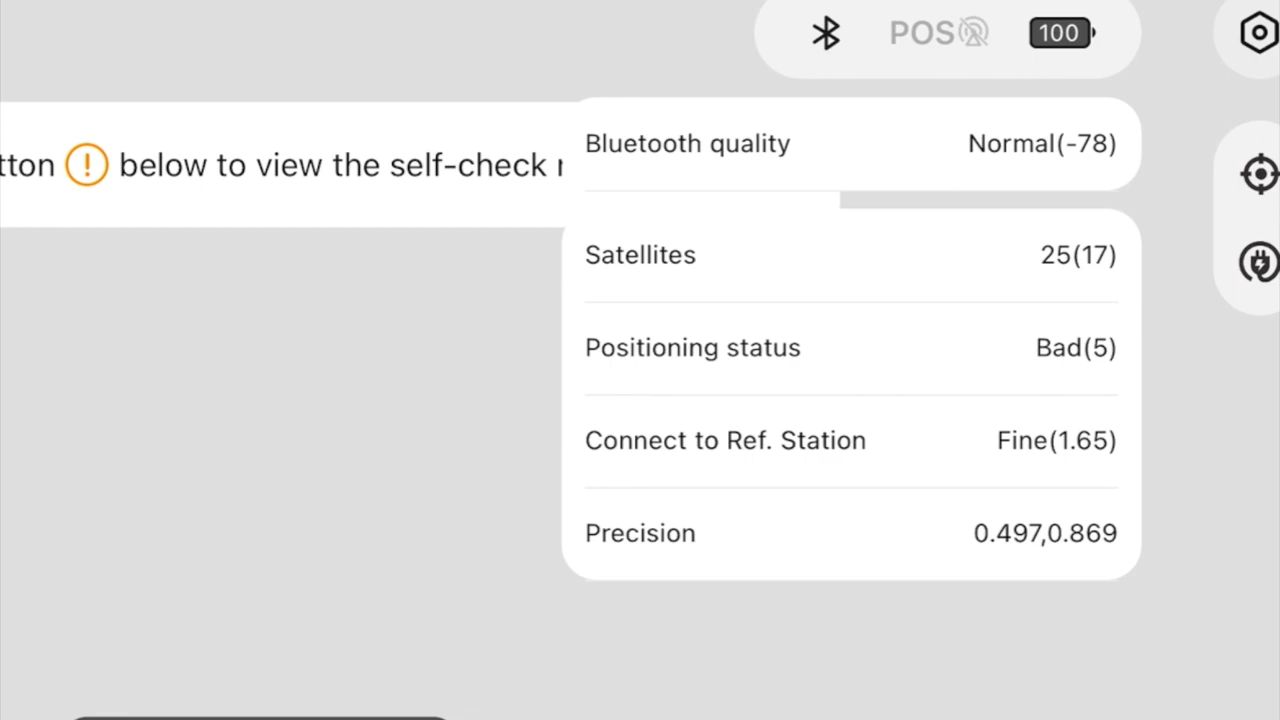 POS
100
tton ! below to view the self-check
Bluetooth quality Normal(-78)
Satellites 25(17)
Positioning status Bad(5)
Connect to Ref. Station Fine(1.65)
Precision 0.497,0.869